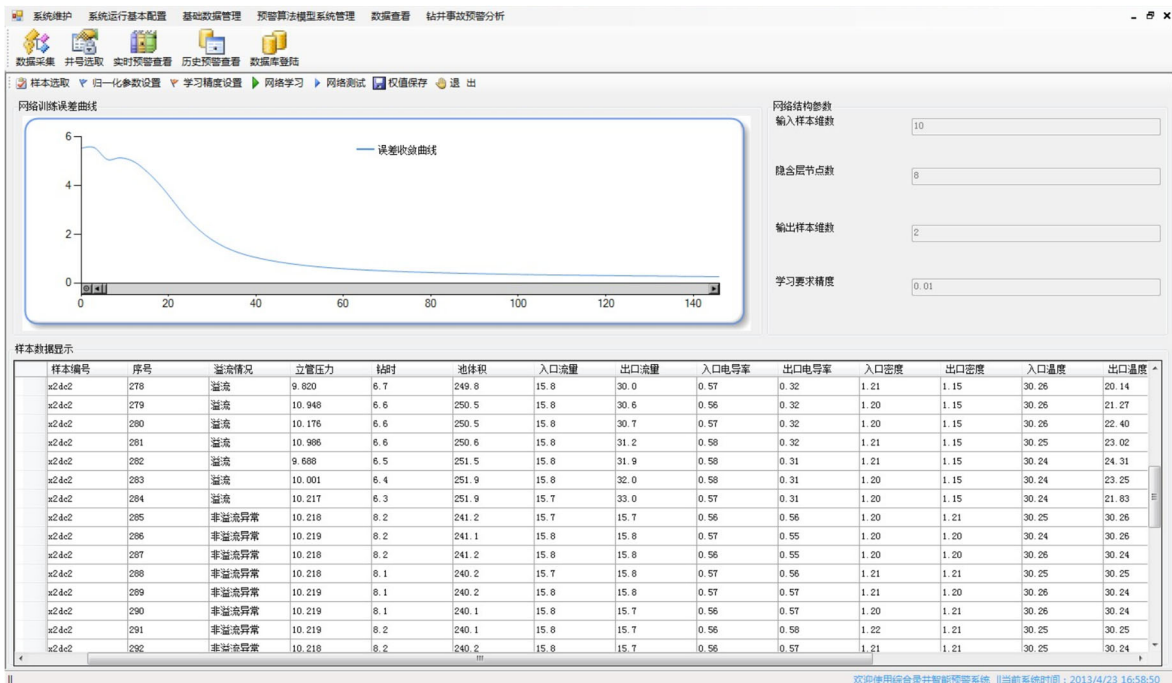 系统维护 系统运行基本配置 基础数据管理 预警算法模型系统管理 数据查看 钻井事故预警分析
数据采集 井号选取 实时预警查看 历史预警查看 数据库登陆
样本选取 归一化参数设置 学习精度设置 网络学习 网络测试 权值保存 退 出
网络训练误差曲线
6
4
2
0
误差收敛曲线
0 20 40 60 80 100 120 140
网络结构参数
输入样本维数 10
隐含层节点数 8
输出样本维数 2
学习要求精度 0.01
样本数据显示
样本编号 序号 溢流情况 立管压力 钻时 池体积 入口流量 出口流量 入口电导率 出口电导率 入口密度 出口密度 入口温度 出口温度
x2dc2 278 溢流 9.820 6.7 249.8 15.8 30.0 0.57 0.32 1.21 1.15 30.26 20.14
x2dc2 279 溢流 10.948 6.6 250.5 15.8 30.6 0.56 0.32 1.20 1.15 30.26 21.27
x2dc2 280 溢流 10.176 6.6 250.5 15.8 30.7 0.57 0.32 1.20 1.15 30.26 22.40
x2dc2 281 溢流 10.986 6.6 250.6 15.8 31.2 0.58 0.32 1.21 1.15 30.25 23.02
x2dc2 282 溢流 9.688 6.5 251.5 15.8 31.9 0.58 0.31 1.21 1.15 30.24 24.31
x2dc2 283 溢流 10.001 6.4 251.9 15.8 32.0 0.58 0.31 1.20 1.15 30.24 23.25
x2dc2 284 溢流 10.217 6.3 251.9 15.7 33.0 0.57 0.31 1.20 1.15 30.24 21.83
x2dc2 285 非溢流异常 10.218 8.2 241.2 15.7 15.7 0.56 0.56 1.20 1.21 30.25 30.26
x2dc2 286 非溢流异常 10.219 8.2 241.1 15.8 15.8 0.57 0.55 1.20 1.20 30.24 30.26
x2dc2 287 非溢流异常 10.218 8.2 241.2 15.8 15.8 0.56 0.55 1.20 1.20 30.26 30.24
x2dc2 288 非溢流异常 10.218 8.1 240.2 15.7 15.8 0.57 0.56 1.21 1.21 30.25 30.25
x2dc2 289 非溢流异常 10.219 8.1 240.2 15.8 15.8 0.57 0.57 1.21 1.20 30.26 30.24
x2dc2 290 非溢流异常 10.219 8.1 240.1 15.8 15.7 0.56 0.57 1.20 1.21 30.26 30.24
x2dc2 291 非溢流异常 10.219 8.2 240.1 15.8 15.7 0.56 0.58 1.22 1.21 30.25 30.25
x2dc2 292 非溢流异常 10.218 8.2 240.2 15.8 15.7 0.56 0.57 1.21 1.21 30.25 30.24
欢迎使用综合录井智能预警系统 ||当前系统时间：2013/4/23 16:58:50